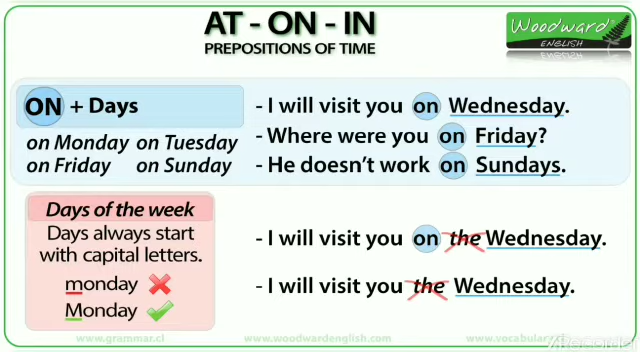 AT - ON - IN
PREPOSITIONS OF TIME
Woodward
ENGLISH
ON + Days
on Monday on Tuesday
on Friday on Sunday
- I will visit you on Wednesday.
- Where were you on Friday?
- He doesn't work on Sundays.
Days of the week
Days always start
with capital letters.
monday
Monday
- I will visit you on the Wednesday.
- I will visit you the Wednesday.
www.grammar.cl
www.woodwardenglish.com
www.vocabulary
Recorder